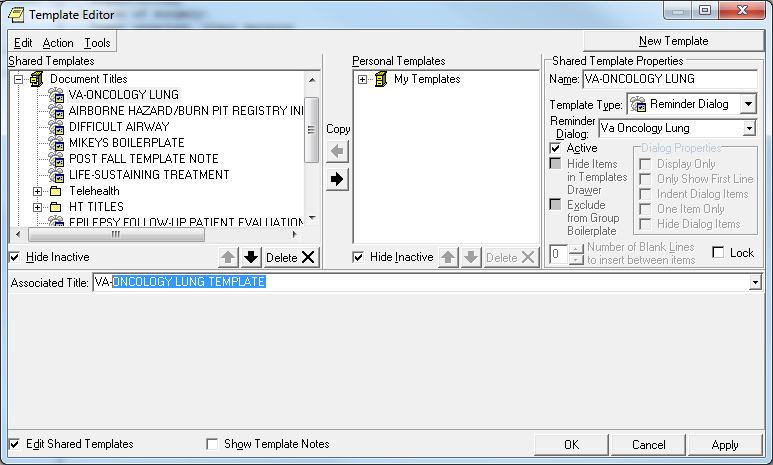 Template Editor
Edit Action Tools
New Template
Shared Templates
Document Titles
VA-ONCOLOGY LUNG
AIRBORNE HAZARD/BURN PIT REGISTRY INI
DIFFICULT AIRWAY
MIKEYS BOILERPLATE
POST FALL TEMPLATE NOTE
LIFE-SUSTAINING TREATMENT
Telehealth
HT TITLES
EPILEPSY FOLLOW-UP PATIENT EVALUATION
Hide Inactive
Delete
Copy
Personal Templates
My Templates
Hide Inactive
Delete
Shared Template Properties
Name: VA-ONCOLOGY LUNG
Template Type: Reminder Dialog
Reminder
Dialog: Va Oncology Lung
Active
Hide Items
in Templates
Drawer
Exclude
from Group
Boilerplate
Dialog Properties
Display Only
Only Show First Line
Indent Dialog Items
One Item Only
Hide Dialog Items
0 Number of Blank Lines
to insert between items
Lock
Associated Title: VA-ONCOLOGY LUNG TEMPLATE
Edit Shared Templates
Show Template Notes
OK
Cancel
Apply